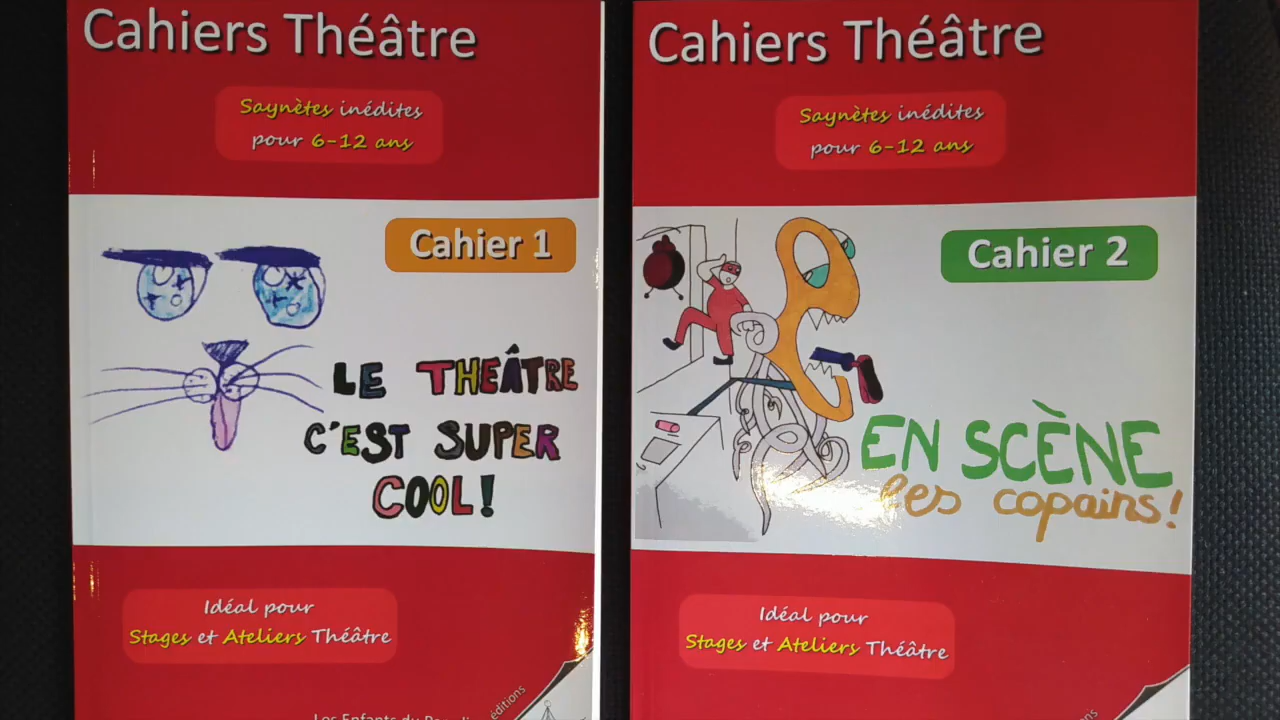 Cahiers Théâtre
Saynètes inédites
pour 6-12 ans
Cahier 1
LE THEÂTRE
C'EST SUPER
COOL!
Idéal pour
Stages et Ateliers Théâtre
Les Enfants du
éditions
Cahiers Théâtre
Saynètes inédites
pour 6-12 ans
Cahier 2
EN SCÈNE
les copains!
Idéal pour
Stages et Ateliers Théâtre